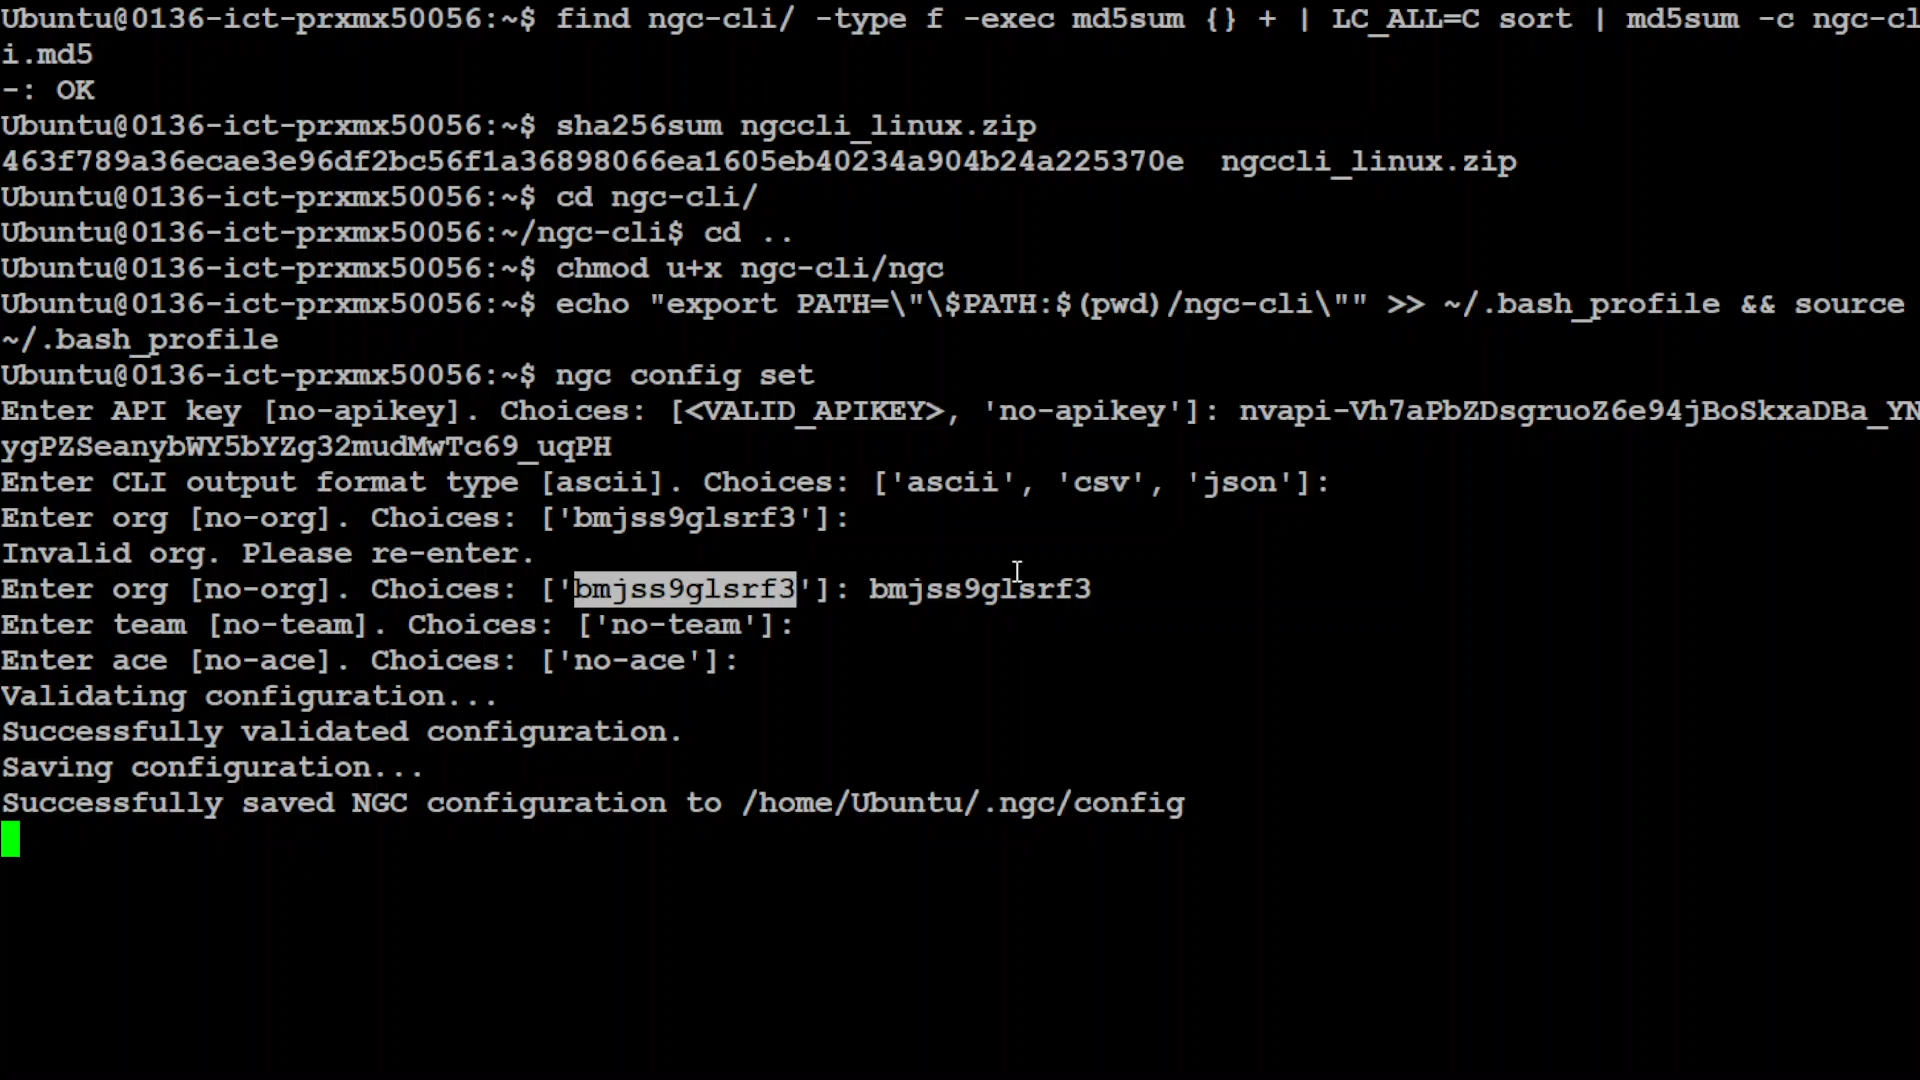 Ubuntu@0136-ict-prxmx50056:~$ find ngc-cli/ -type f -exec md5sum {} + | LC_ALL=C sort | md5sum -c ngc-cl
i.md5
-: OK
Ubuntu@0136-ict-prxmx50056:~$ sha256sum ngccli_linux.zip
463f789a36ecae3e96df2bc56f1a36898066ea1605eb40234a904b24a225370e  ngccli_linux.zip
Ubuntu@0136-ict-prxmx50056:~$ cd ngc-cli/
Ubuntu@0136-ict-prxmx50056:~/ngc-cli$ cd ..
Ubuntu@0136-ict-prxmx50056:~$ chmod u+x ngc-cli/ngc
Ubuntu@0136-ict-prxmx50056:~$ echo "export PATH=\"\$PATH:$(pwd)/ngc-cli\"" >> ~/.bash_profile && source
~/.bash_profile
Ubuntu@0136-ict-prxmx50056:~$ ngc config set
Enter API key [no-apikey]. Choices: [<VALID_APIKEY>, 'no-apikey']: nvapi-Vh7aPbZDsgruoZ6e94jBoSkxaDBa_YN
ygPZSeanybWY5bYZg32mudMwTc69_uqPH
Enter CLI output format type [ascii]. Choices: ['ascii', 'csv', 'json']:
Enter org [no-org]. Choices: ['bmjss9glsrf3']:
Invalid org. Please re-enter.
Enter org [no-org]. Choices: ['bmjss9glsrf3']: bmjss9glsrf3
Enter team [no-team]. Choices: ['no-team']:
Enter ace [no-ace]. Choices: ['no-ace']:
Validating configuration...
Successfully validated configuration.
Saving configuration...
Successfully saved NGC configuration to /home/Ubuntu/.ngc/config